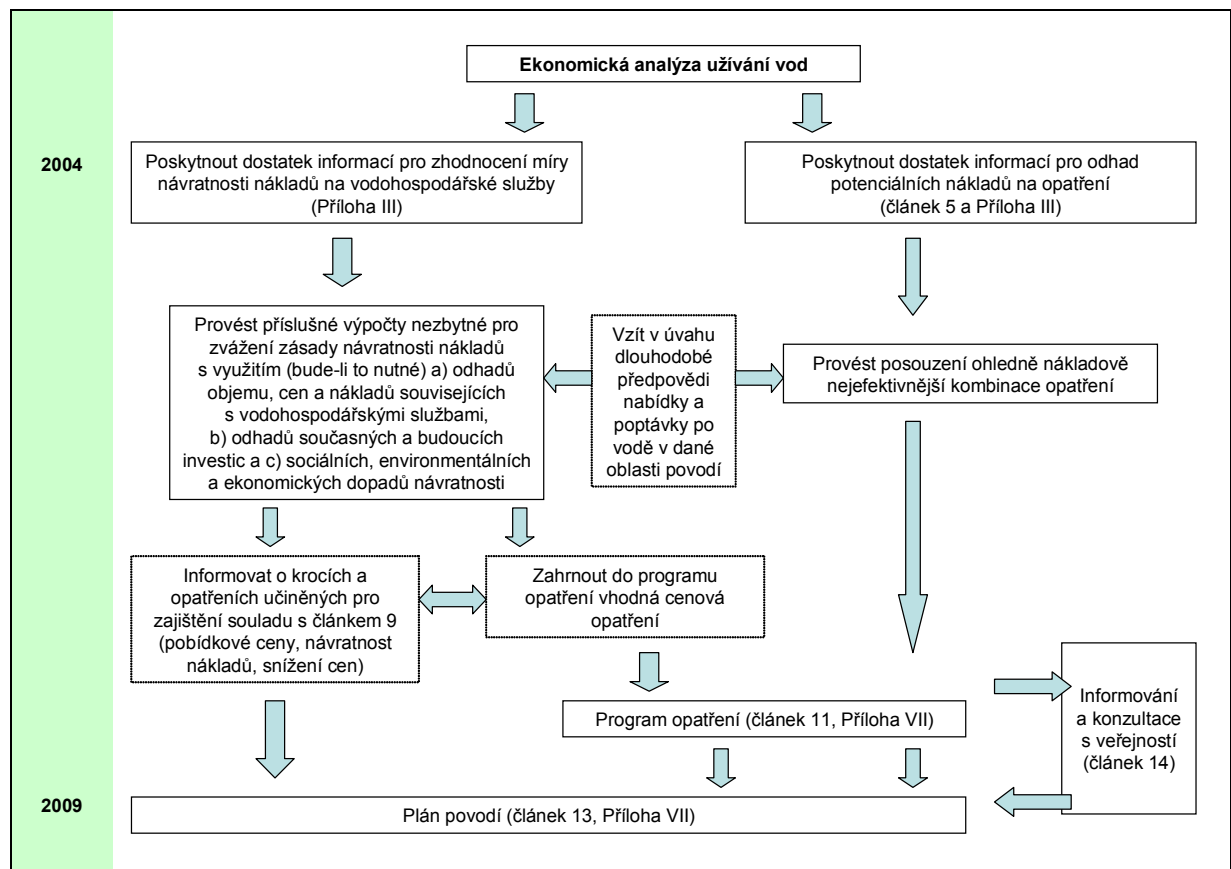 Ekonomická analýza užívání vod
2004
Poskytnout dostatek informací pro zhodnocení míry
návratnosti nákladů na vodohospodářské služby
(Příloha III)
Poskytnout dostatek informací pro odhad
potenciálních nákladů na opatření
(článek 5 a Příloha III)
Provést příslušné výpočty nezbytné pro
zvážení zásady návratnosti nákladů
s využitím (bude-li to nutné) a) odhadů
objemu, cen a nákladů souvisejících
s vodohospodářskými službami,
b) odhadů současných a budoucích
investic a c) sociálních, environmentálních
a ekonomických dopadů návratnosti
Vzít v úvahu
dlouhodobé
předpovědi
nabídky a
poptávky po
vodě v dané
oblasti povodí
Provést posouzení ohledně nákladově
nejefektivnější kombinace opatření
Informovat o krocích a
opatřeních učiněných pro
zajištění souladu s článkem 9
(pobídkové ceny, návratnost
nákladů, snížení cen)
Zahrnout do programu
opatření vhodná cenová
opatření
Program opatření (článek 11, Příloha VII)
Informování
a konzultace
s veřejností
(článek 14)
2009
Plán povodí (článek 13, Příloha VII)